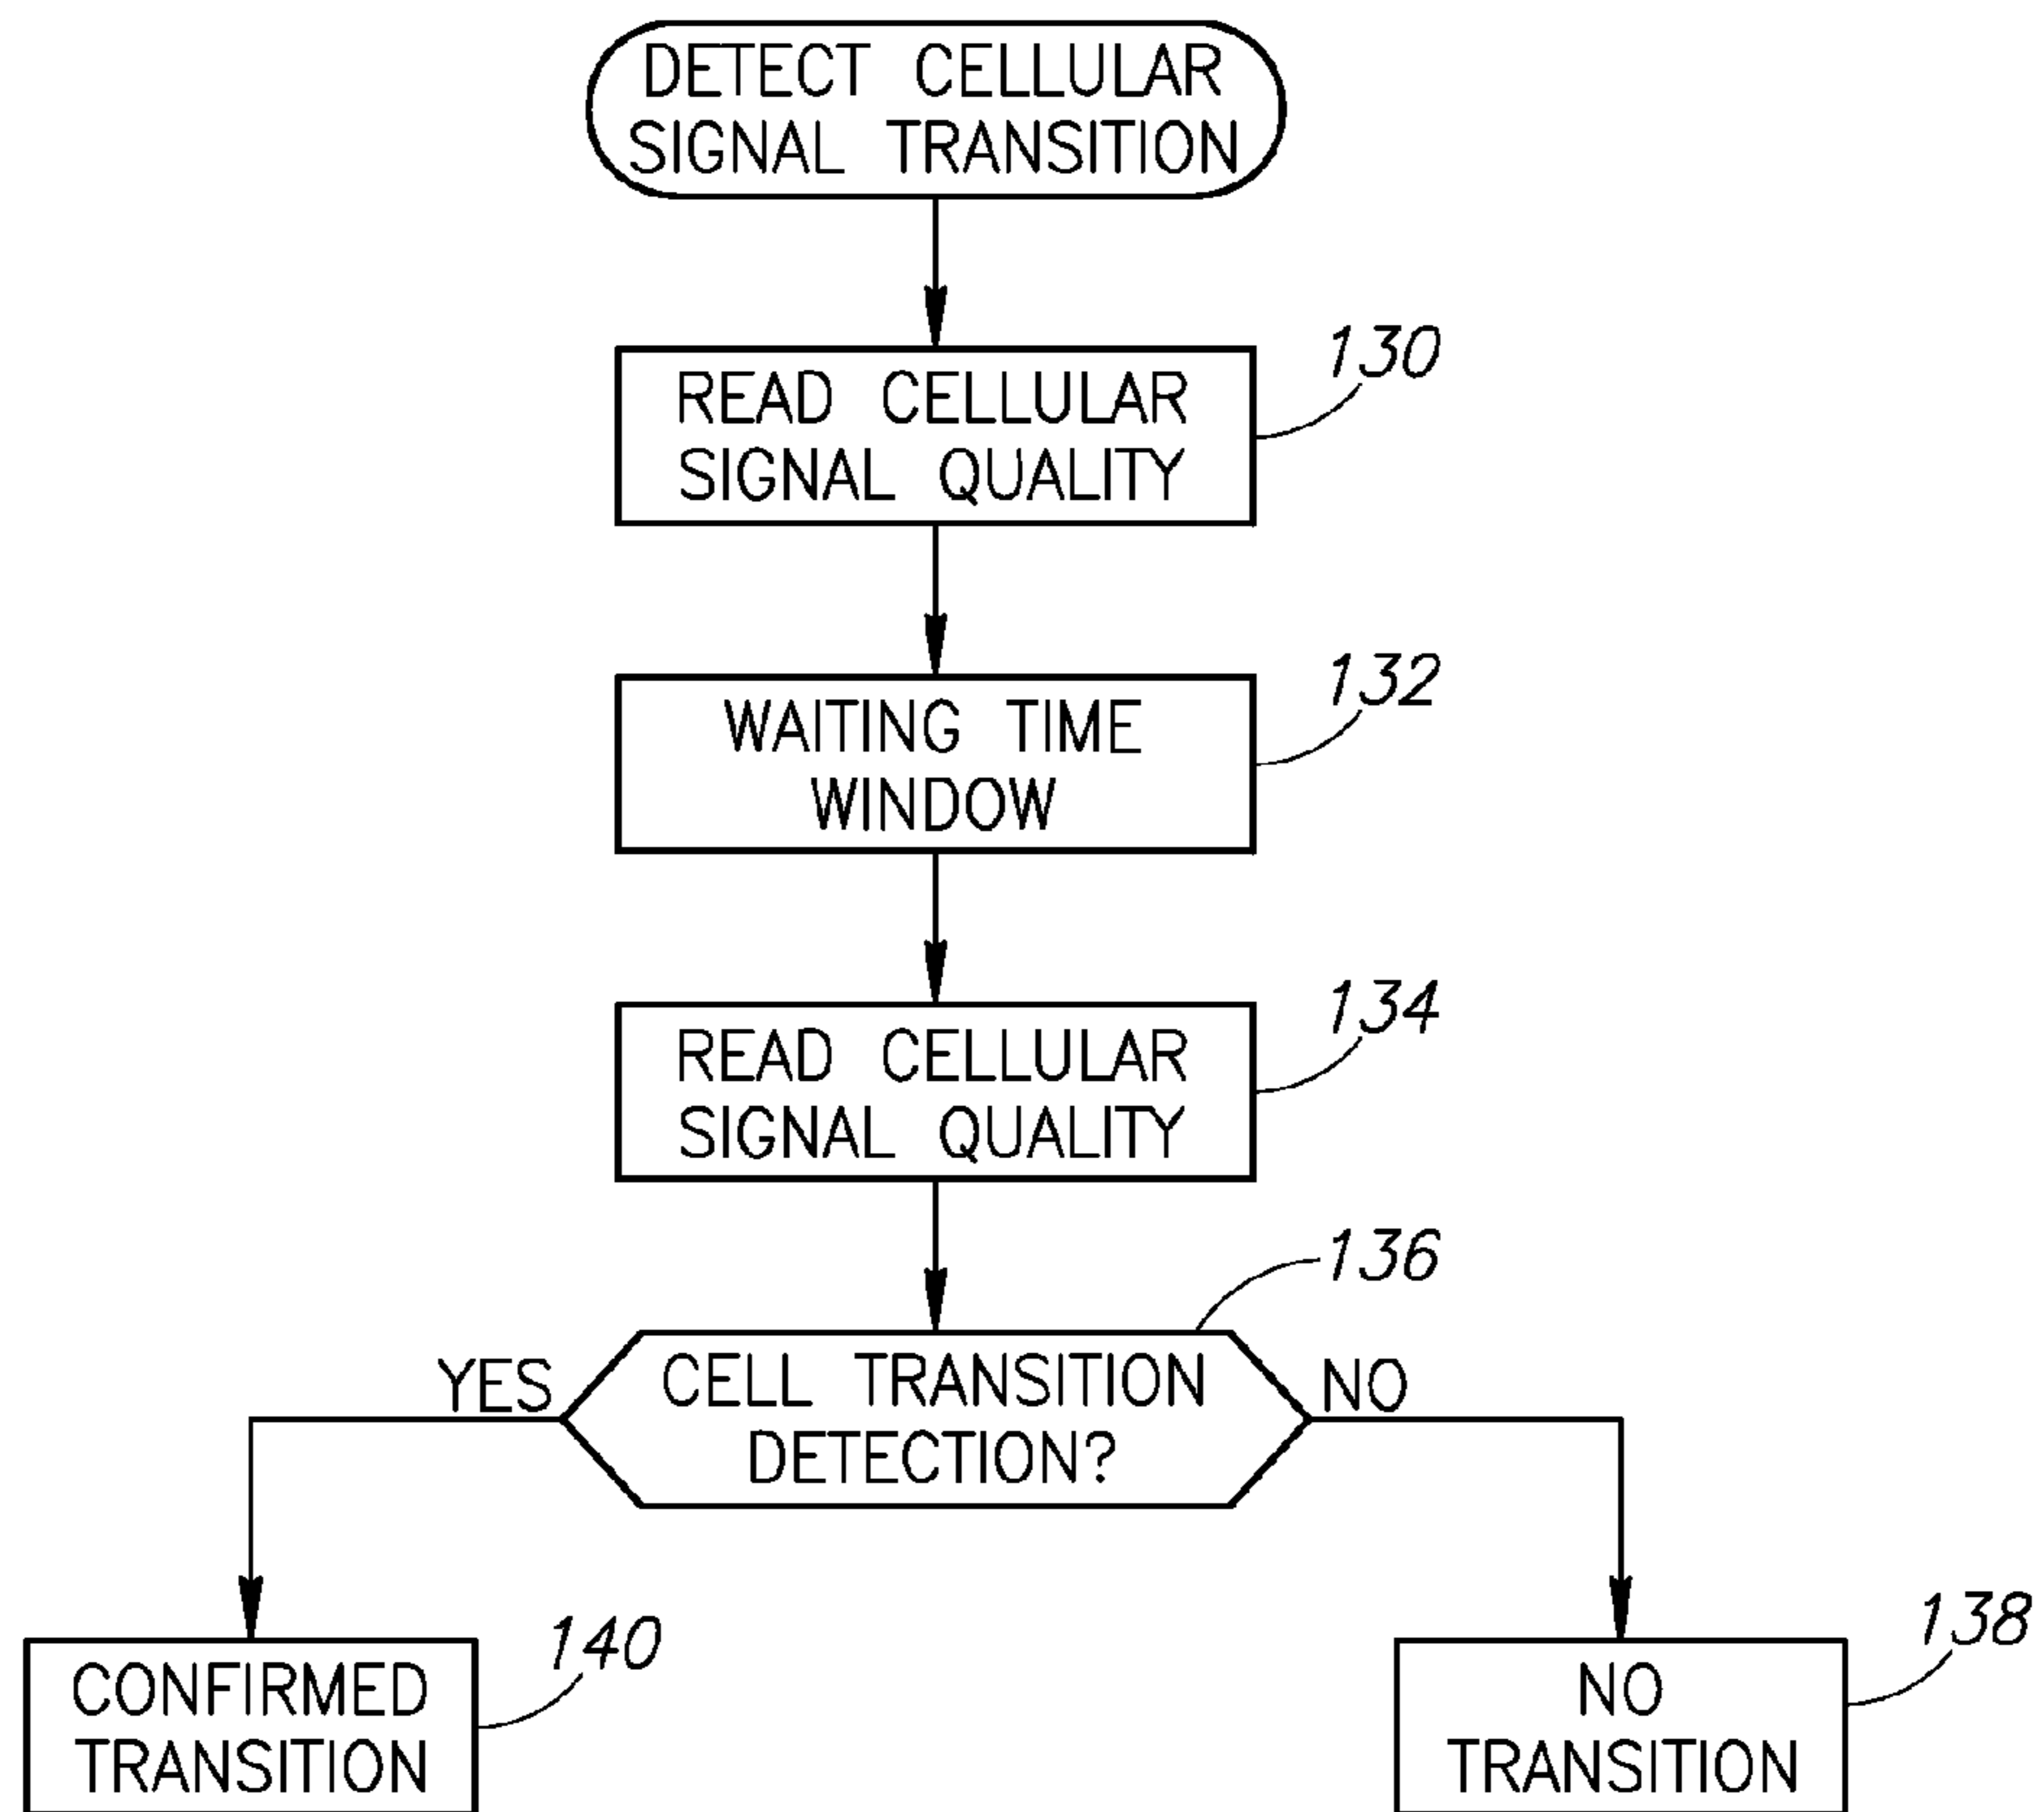 DETECT CELLULAR
SIGNAL TRANSITION
130
READ CELLULAR
SIGNAL QUALITY
132
WAITING TIME
WINDOW
134
READ CELLULAR
SIGNAL QUALITY
136
YES
CELL TRANSITION
DETECTION?
NO
140
CONFIRMED
TRANSITION
138
NO
TRANSITION